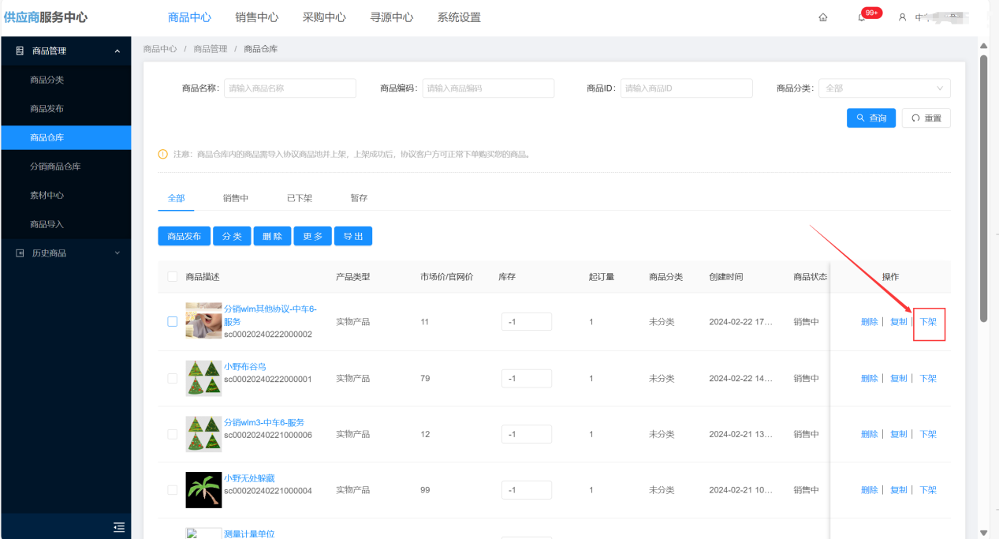 供应商服务中心 商品中心 销售中心 采购中心 寻源中心 系统设置 99+
商品管理
商品分类
商品发布
商品仓库
分销商品仓库
素材中心
商品导入
历史商品
商品中心 / 商品管理 / 商品仓库
商品名称: 请输入商品名称 商品编码: 请输入商品编码 商品ID: 请输入商品ID 商品分类: 全部
查询 重置
注意：商品仓库内的商品需导入协议商品池并上架，上架成功后，协议客户方可正常下单购买您的商品。
全部 销售中 已下架 暂存
商品发布 分类 删除 更多 导出
商品描述 产品类型 市场价/官网价 库存 起订量 商品分类 创建时间 商品状态 操作
分销wlm其他协议-中车6-
服务
sc00020240222000002
实物产品 11 -1 1 未分类 2024-02-22 17... 销售中 删除 | 复制 | 下架
小野布谷鸟
sc00020240222000001
实物产品 79 -1 1 未分类 2024-02-22 14... 销售中 删除 | 复制 | 下架
分销wlm3-中车6-服务
sc00020240221000006
实物产品 12 -1 1 未分类 2024-02-21 13... 销售中 删除 | 复制 | 下架
小野无处躲藏
sc00020240221000004
实物产品 99 -1 1 未分类 2024-02-21 10... 销售中 删除 | 复制 | 下架
测量计量单位